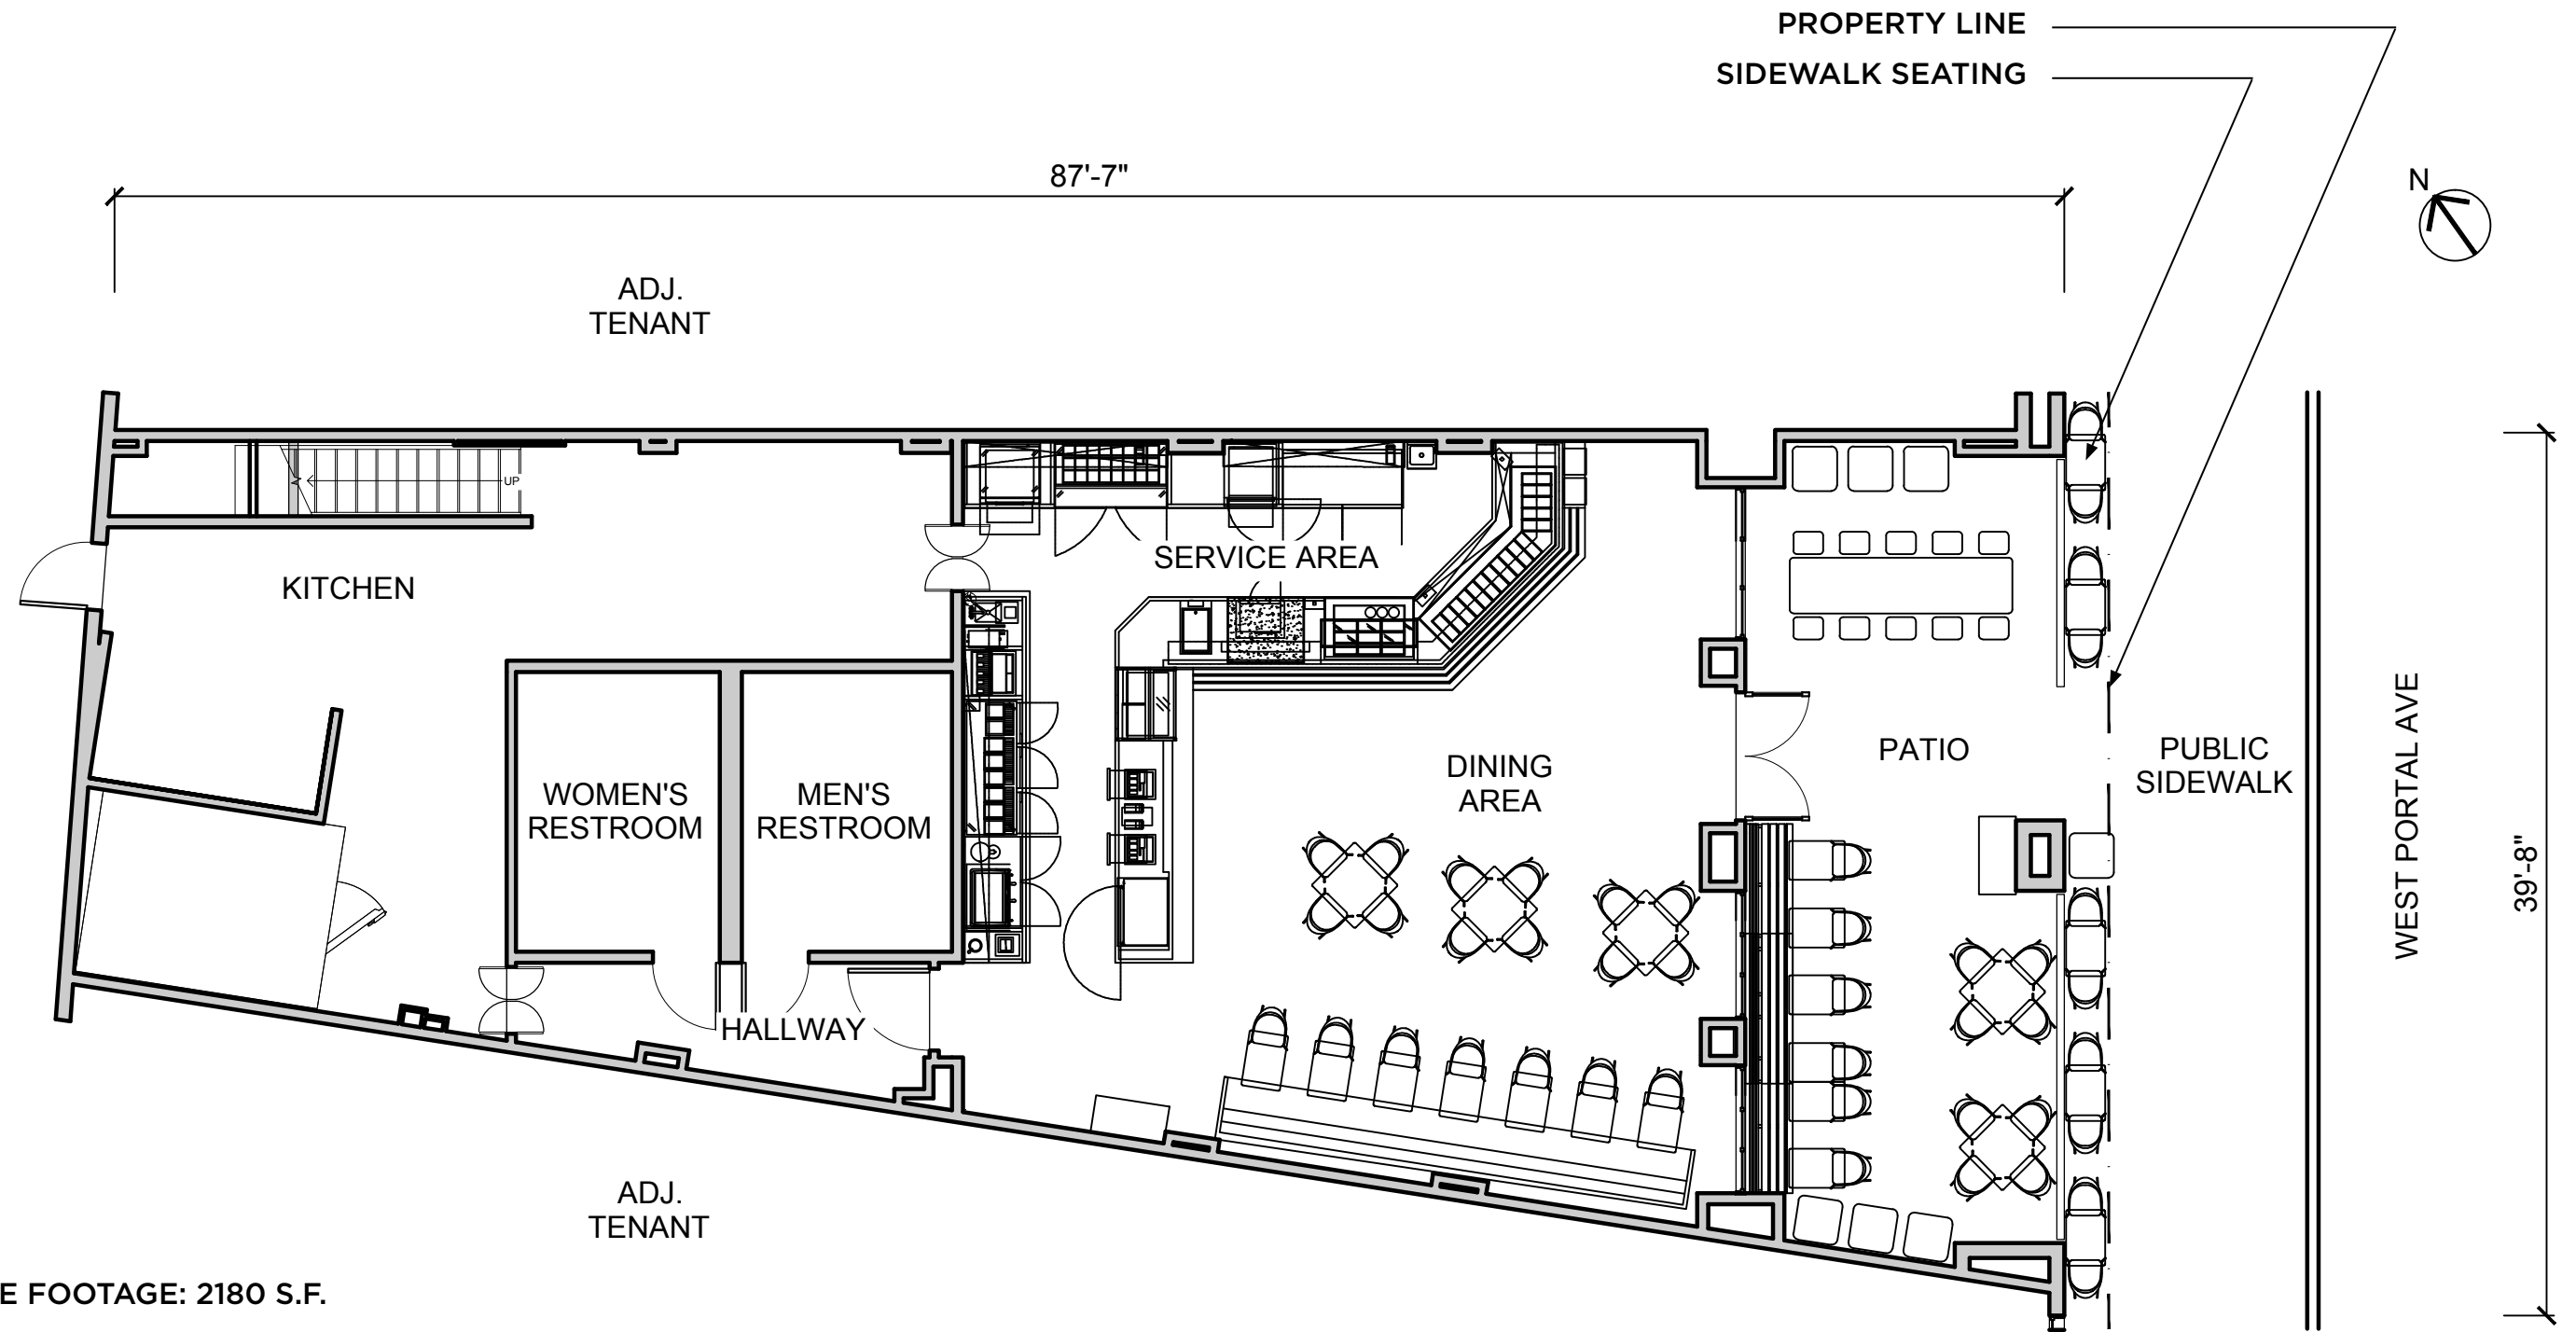 PROPERTY LINE
SIDEWALK SEATING
87'-7"
N
ADJ.
TENANT
UP
KITCHEN
SERVICE AREA
WOMEN'S
RESTROOM
MEN'S
RESTROOM
DINING
AREA
PATIO
PUBLIC
SIDEWALK
WEST PORTAL AVE
39'-8"
HALLWAY
ADJ.
TENANT
E FOOTAGE: 2180 S.F.